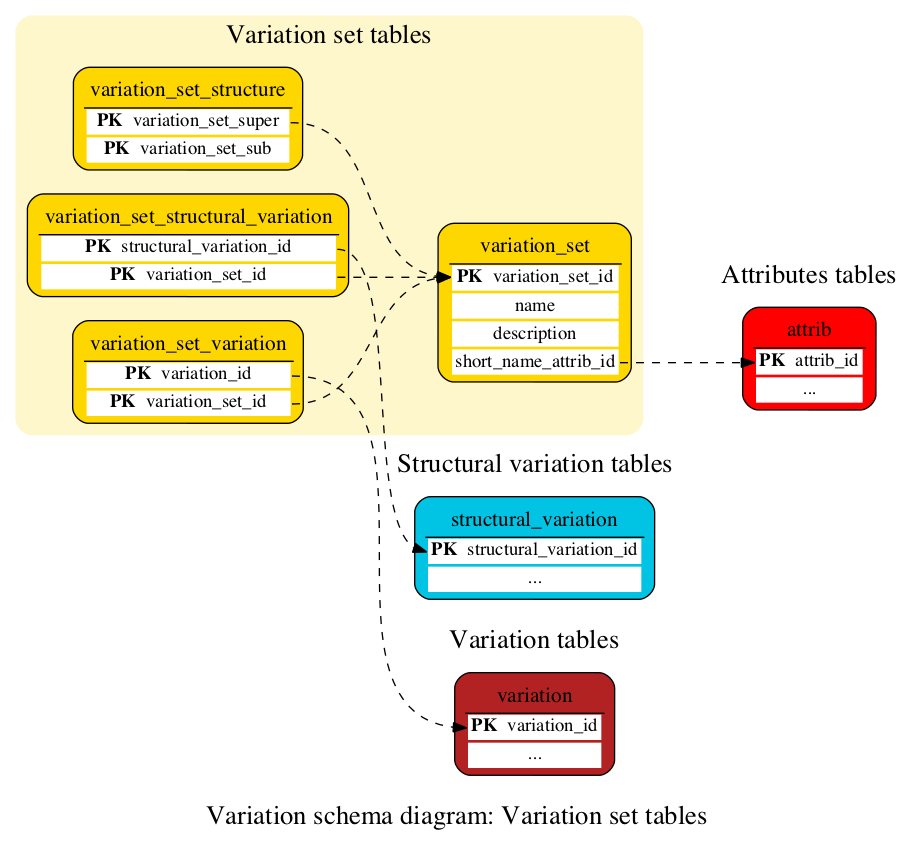 Variation set tables
variation_set_structure
PK variation_set_super
PK variation_set_sub
variation_set_structural_variation
PK structural_variation_id
PK variation_set_id
variation_set_variation
PK variation_id
PK variation_set_id
variation_set
PK variation_set_id
name
description
short_name_attrib_id
Attributes tables
attrib
PK attrib_id
...
Structural variation tables
structural_variation
PK structural_variation_id
...
Variation tables
variation
PK variation_id
...
Variation schema diagram: Variation set tables